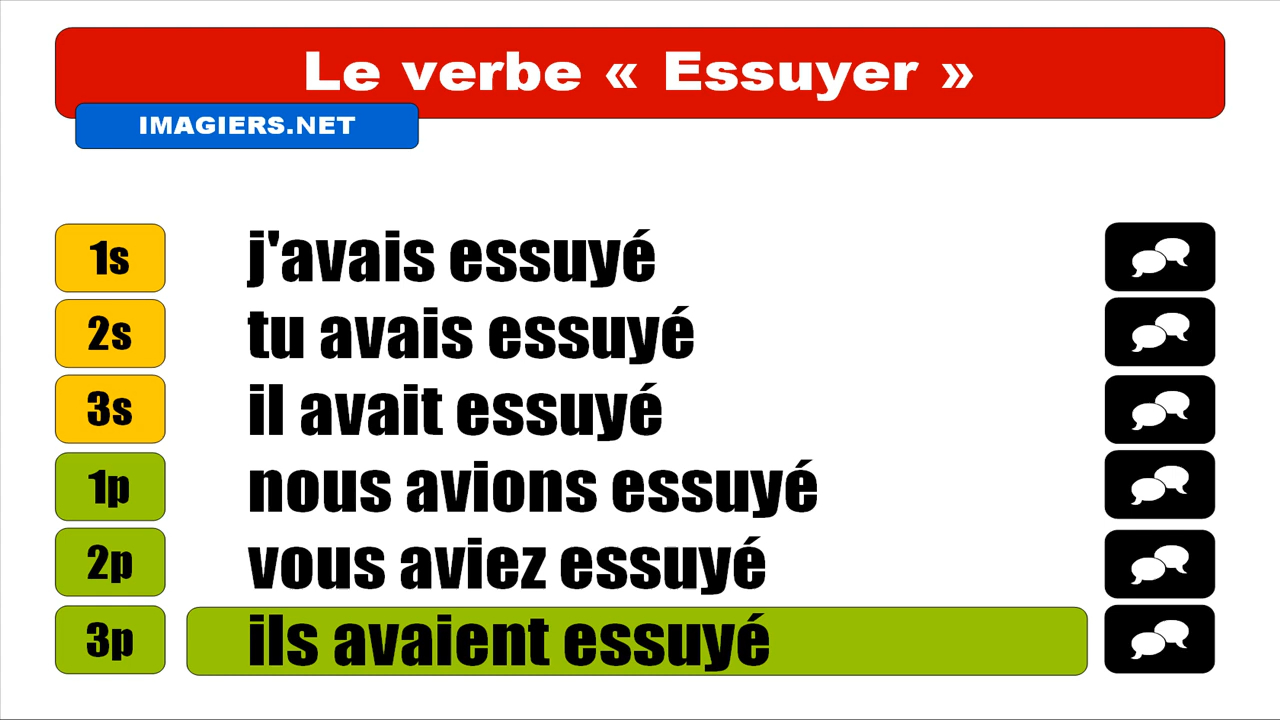 Le verbe « Essuyer »
IMAGIERS.NET
1s j'avais essuyé
2s tu avais essuyé
3s il avait essuyé
1p nous avions essuyé
2p vous aviez essuyé
3p ils avaient essuyé